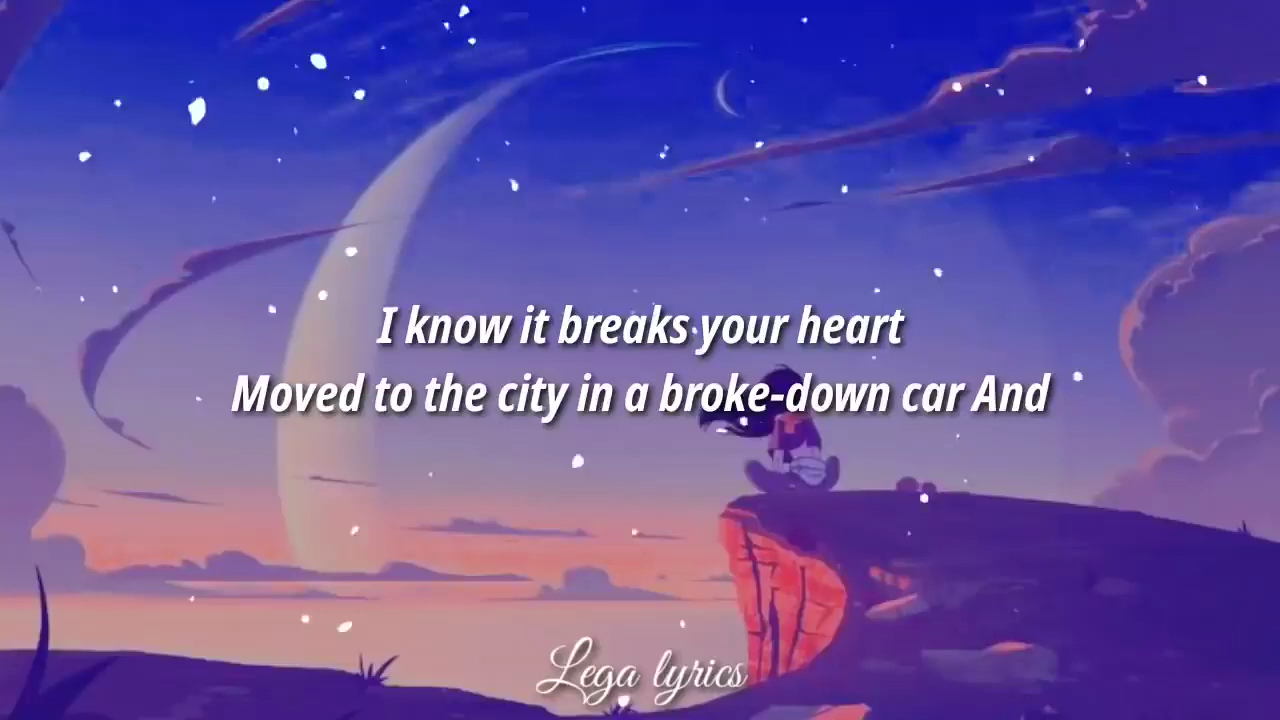 I know it breaks your heart
Moved to the city in a broke-down car And
Lega lyrics